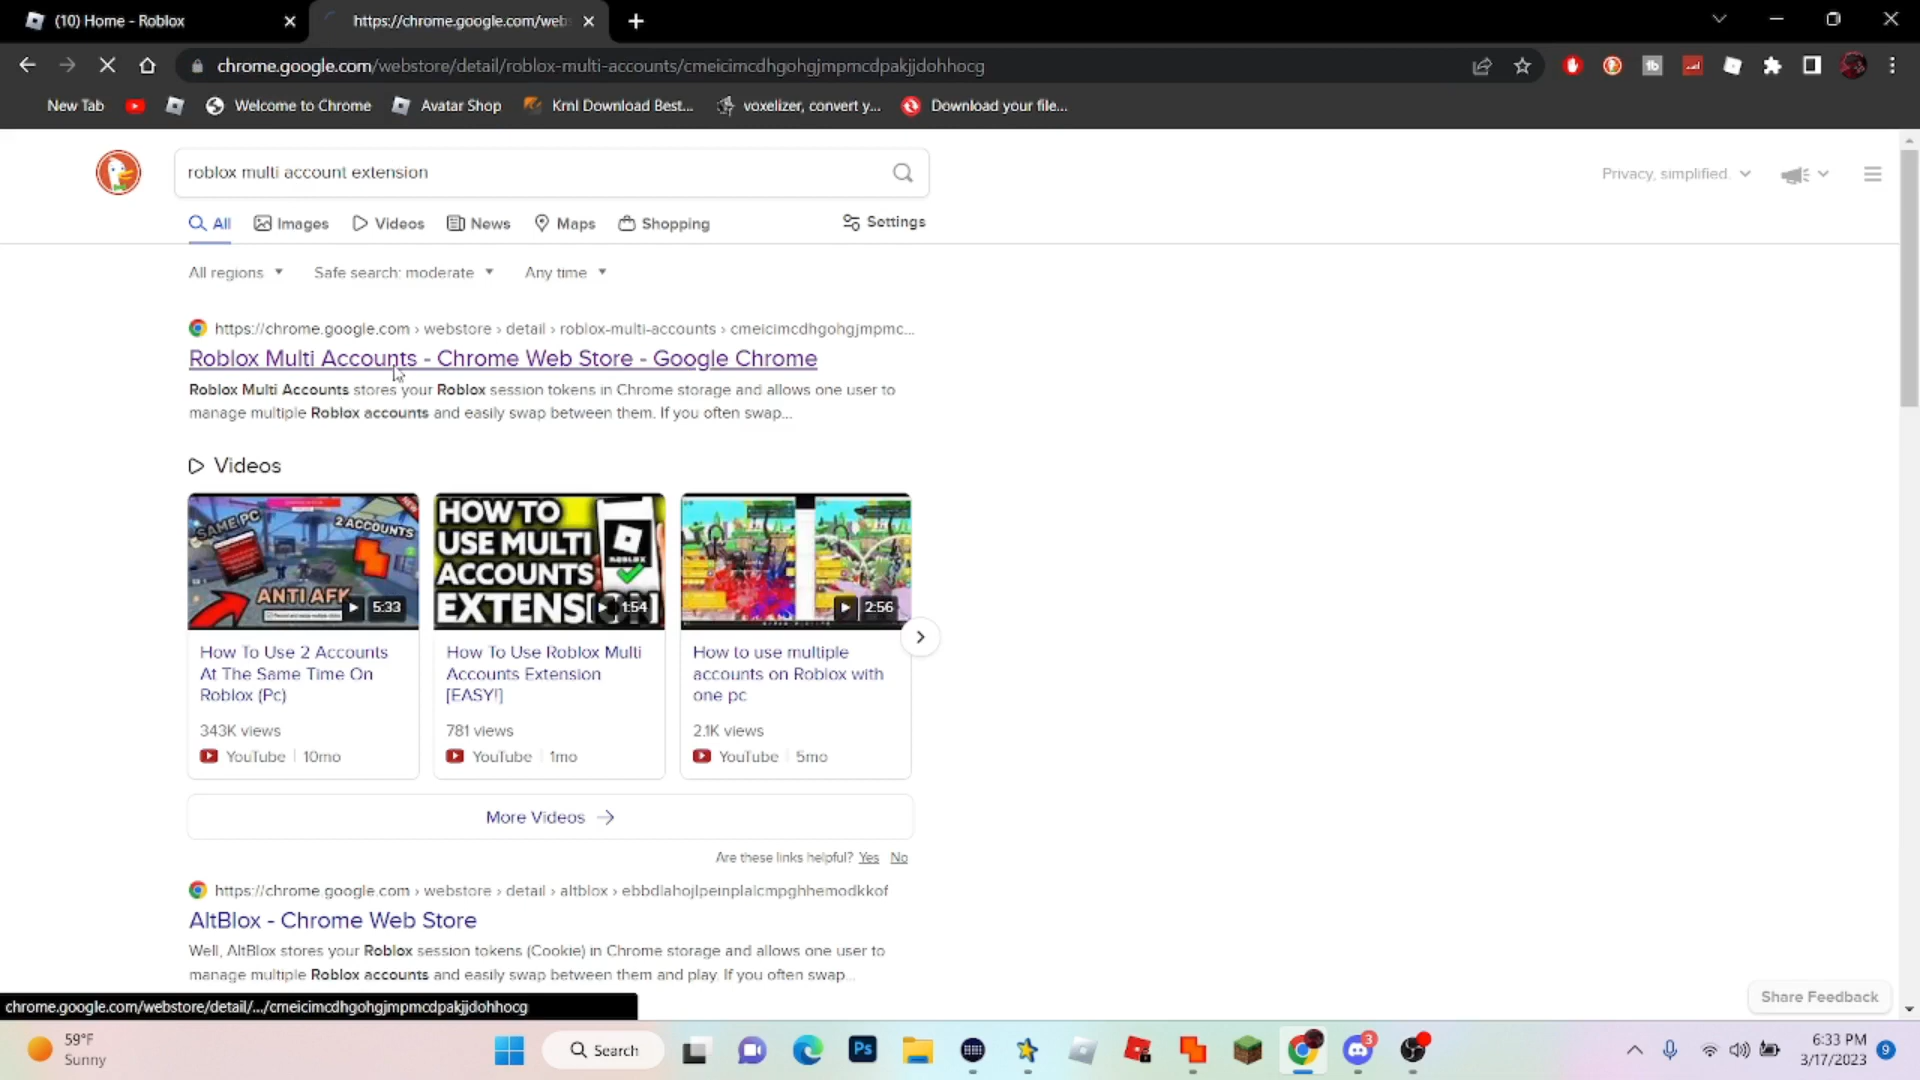 (10) Home - Roblox
https://chrome.google.com/web
chrome.google.com/webstore/detail/roblox-multi-accounts/cmeicimcdhgohgjmpmcdpakjjdohhocg
New Tab
Welcome to Chrome
Avatar Shop
Krnl Download Best...
voxelizer, convert y...
Download your file...
roblox multi account extension
Privacy, simplified.
All
Images
Videos
News
Maps
Shopping
Settings
All regions
Safe search: moderate
Any time
https://chrome.google.com › webstore › detail › roblox-multi-accounts › cmeicimcdhgohgjmpmc...
Roblox Multi Accounts - Chrome Web Store - Google Chrome
Roblox Multi Accounts stores your Roblox session tokens in Chrome storage and allows one user to
manage multiple Roblox accounts and easily swap between them. If you often swap...
Videos
SAME PC
2 ACCOUNTS
NEW
ANTI AFK
5:33
HOW TO
USE MULTI
ACCOUNTS
EXTENS
1:54
2:56
How To Use 2 Accounts
At The Same Time On
Roblox (Pc)
343K views
YouTube | 10mo
How To Use Roblox Multi
Accounts Extension
[EASY!]
781 views
YouTube | 1mo
How to use multiple
accounts on Roblox with
one pc
2.1K views
YouTube | 5mo
More Videos
Are these links helpful? Yes No
https://chrome.google.com › webstore › detail › altblox › ebbdlahojlpeinplalcmpghhemodkkof
AltBlox - Chrome Web Store
Well, AltBlox stores your Roblox session tokens (Cookie) in Chrome storage and allows one user to
manage multiple Roblox accounts and easily swap between them and play. If you often swap...
Share Feedback
chrome.google.com/webstore/detail/.../cmeicimcdhgohgjmpmcdpakjjdohhocg
59°F
Sunny
Search
Ps
3
6:33 PM
3/17/2023
9